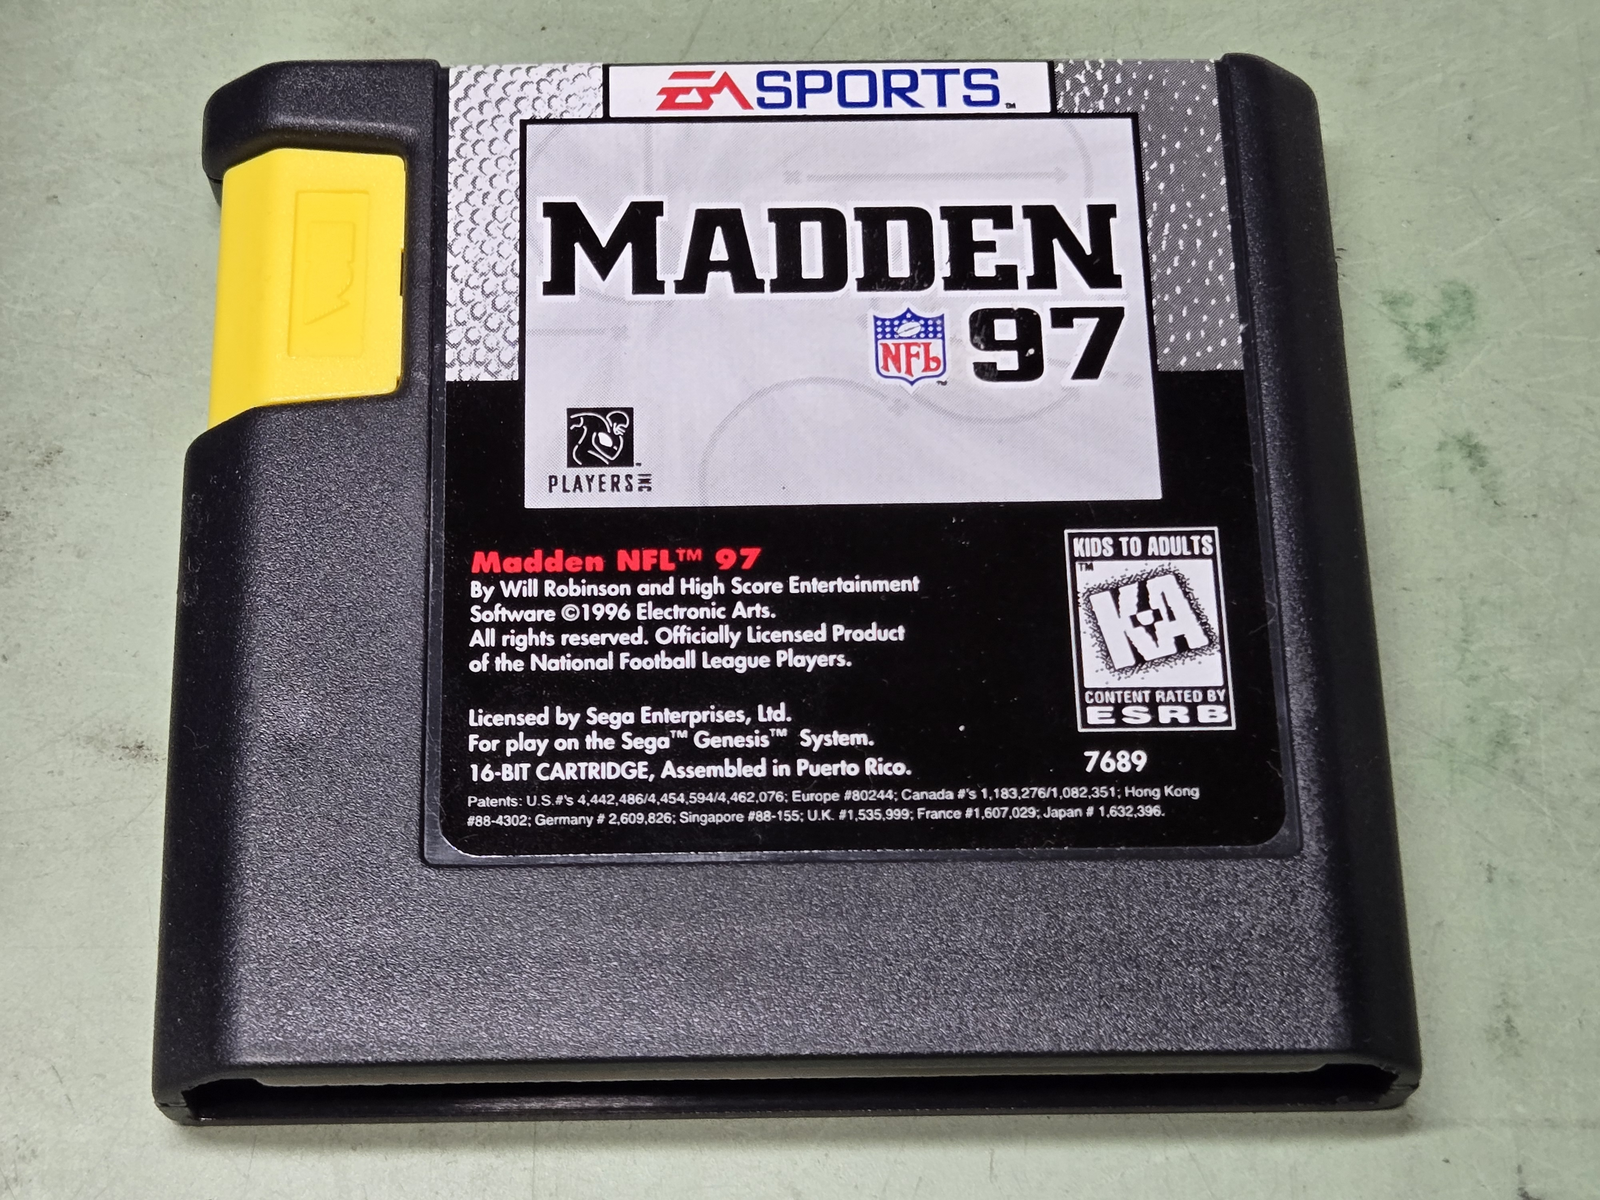 EA SPORTS™
MADDEN
NFL™ 97
PLAYERS INC
Madden NFL™ 97
By Will Robinson and High Score Entertainment
Software ©1996 Electronic Arts.
All rights reserved. Officially Licensed Product
of the National Football League Players.
KIDS TO ADULTS
™
K-A
CONTENT RATED BY
ESRB
Licensed by Sega Enterprises, Ltd.
For play on the Sega™ Genesis™ System.
16-BIT CARTRIDGE, Assembled in Puerto Rico.
7689
Patents: U.S.#'s 4,442,486/4,454,594/4,462,076; Europe #80244; Canada #'s 1,183,276/1,082,351; Hong Kong
#88-4302; Germany # 2,609,826; Singapore #88-155; U.K. #1,535,999; France #1,607,029; Japan # 1,632,396.